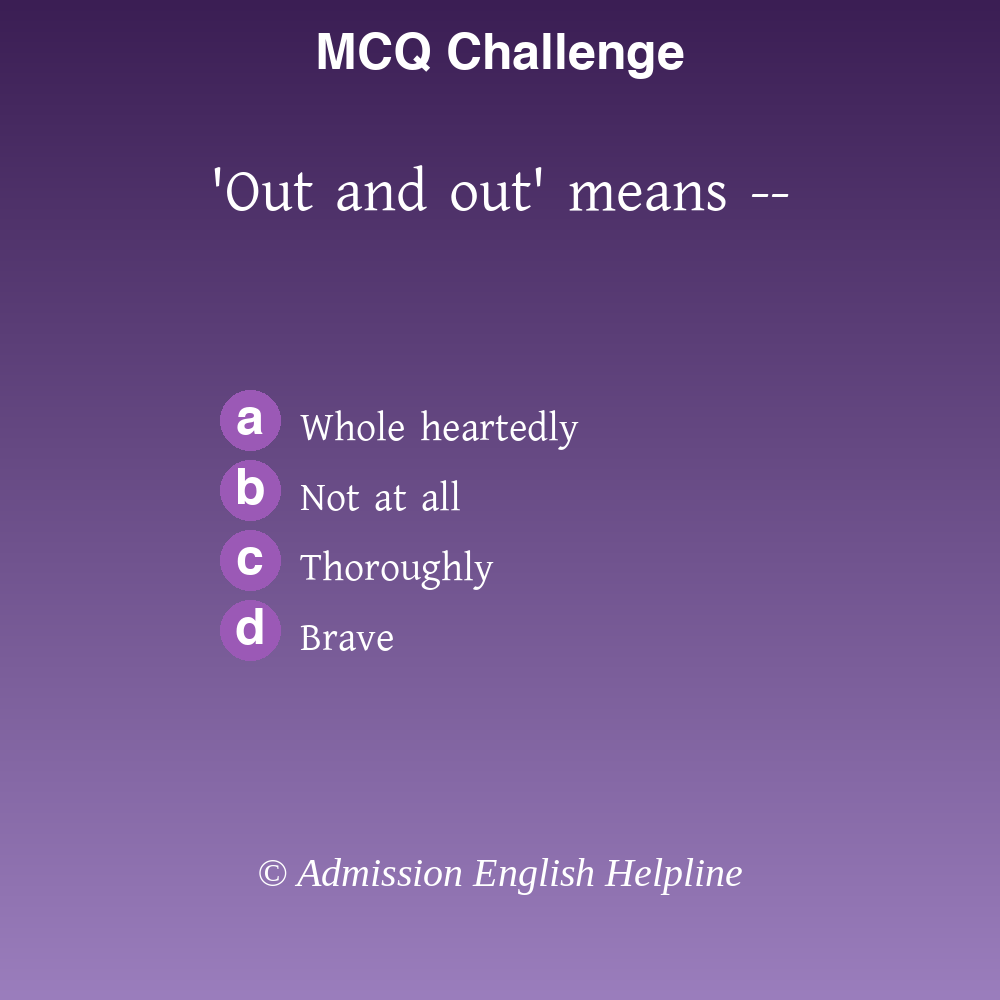 MCQ Challenge
'Out and out' means --
a Whole heartedly
b Not at all
c Thoroughly
d Brave
© Admission English Helpline